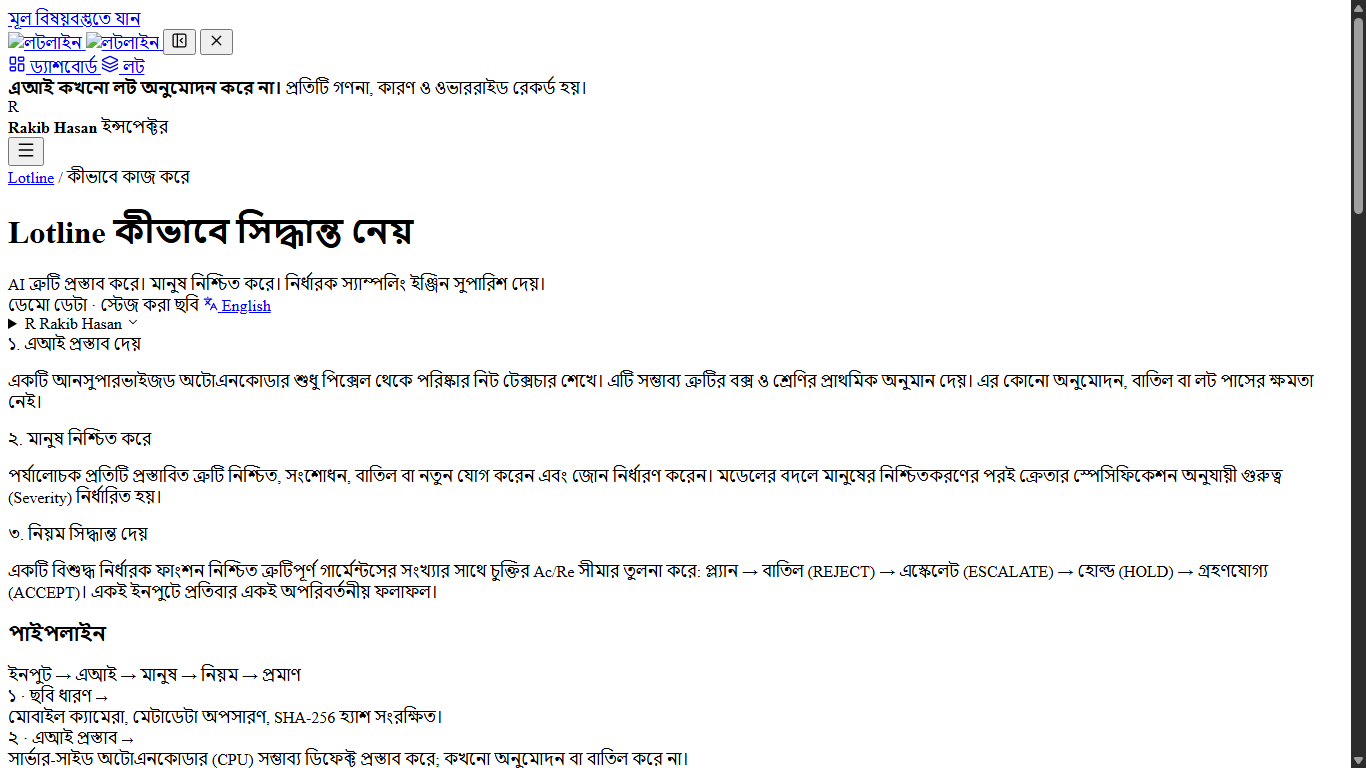 মূল বিষয়বস্তুতে যান
লটলাইন লটলাইন
ড্যাশবোর্ড লট
এআই কখনো লট অনুমোদন করে না। প্রতিটি গণনা, কারণ ও ওভাররাইড রেকর্ড হয়।
R
Rakib Hasan ইন্সপেক্টর
Lotline / কীভাবে কাজ করে
Lotline কীভাবে সিদ্ধান্ত নেয়
AI ত্রুটি প্রস্তাব করে। মানুষ নিশ্চিত করে। নির্ধারক স্যাম্পলিং ইঞ্জিন সুপারিশ দেয়।
ডেমো ডেটা · স্টেজ করা ছবি English
R Rakib Hasan
১. এআই প্রস্তাব দেয়
একটি আনসুপারভাইজড অটোএনকোডার শুধু পিক্সেল থেকে পরিষ্কার নিট টেক্সচার শেখে। এটি সম্ভাব্য ত্রুটির বক্স ও শ্রেণির প্রাথমিক অনুমান দেয়। এর কোনো অনুমোদন, বাতিল বা লট পাসের ক্ষমতা
নেই।
২. মানুষ নিশ্চিত করে
পর্যালোচক প্রতিটি প্রস্তাবিত ত্রুটি নিশ্চিত, সংশোধন, বাতিল বা নতুন যোগ করেন এবং জোন নির্ধারণ করেন। মডেলের বদলে মানুষের নিশ্চিতকরণের পরই ক্রেতার স্পেসিফিকেশন অনুযায়ী গুরুত্ব
(Severity) নির্ধারিত হয়।
৩. নিয়ম সিদ্ধান্ত দেয়
একটি বিশুদ্ধ নির্ধারক ফাংশন নিশ্চিত ত্রুটিপূর্ণ গার্মেন্টসের সংখ্যার সাথে চুক্তির Ac/Re সীমার তুলনা করে: প্ল্যান → বাতিল (REJECT) → এস্কেলেট (ESCALATE) → হোল্ড (HOLD) → গ্রহণযোগ্য
(ACCEPT)। একই ইনপুটে প্রতিবার একই অপরিবর্তনীয় ফলাফল।
পাইপলাইন
ইনপুট → এআই → মানুষ → নিয়ম → প্রমাণ
১ · ছবি ধারণ →
মোবাইল ক্যামেরা, মেটাডেটা অপসারণ, SHA-256 হ্যাশ সংরক্ষিত।
২ · এআই প্রস্তাব →
সার্ভার-সাইড অটোএনকোডার (CPU) সম্ভাব্য ডিফেক্ট প্রস্তাব করে; কখনো অনুমোদন বা বাতিল করে না।